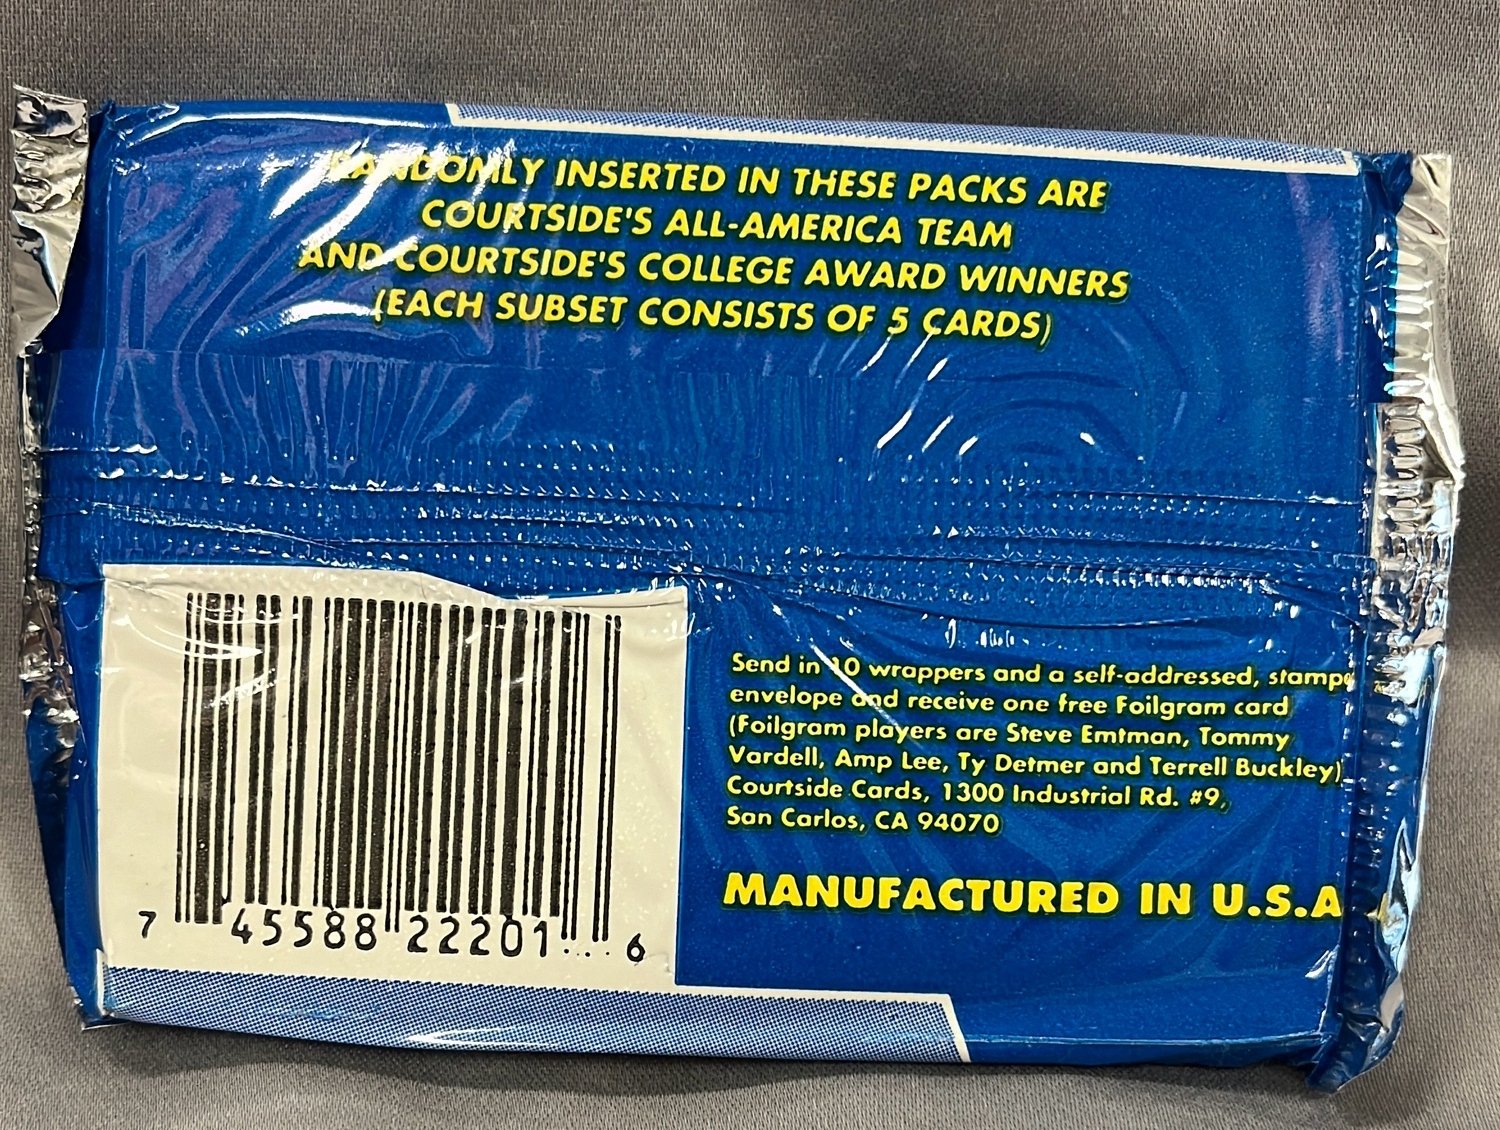 RANDOMLY INSERTED IN THESE PACKS ARE
COURTSIDE'S ALL-AMERICA TEAM
AND COURTSIDE'S COLLEGE AWARD WINNERS
(EACH SUBSET CONSISTS OF 5 CARDS)
Send in 10 wrappers and a self-addressed, stampe
envelope and receive one free Foilgram card
(Foilgram players are Steve Emtman, Tommy
Vardell, Amp Lee, Ty Detmer and Terrell Buckley)
Courtside Cards, 1300 Industrial Rd. #9,
San Carlos, CA 94070
MANUFACTURED IN U.S.A
7 45588 22201 6